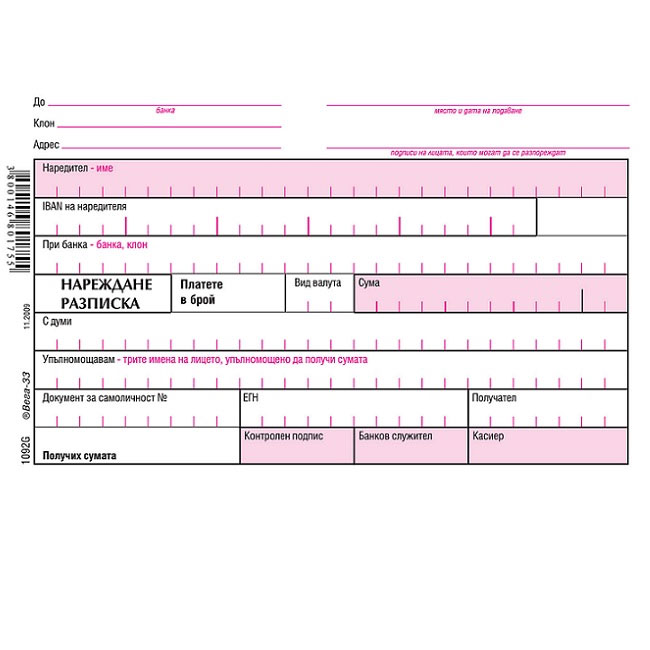 До
банка
място и дата на подаване
Клон
Адрес
подписи на лицата, които могат да се разпореждат
Наредител - име
IBAN на наредителя
При банка - банка, клон
НАРЕЖДАНЕ
РАЗПИСКА
Платете
в брой
Вид валута
Сума
С думи
Упълномощавам - трите имена на лицето, упълномощено да получи сумата
Документ за самоличност №
ЕГН
Получател
Получих сумата
Контролен подпис
Банков служител
Касиер
3800146801755
11.2009
®Вега-33
1092G